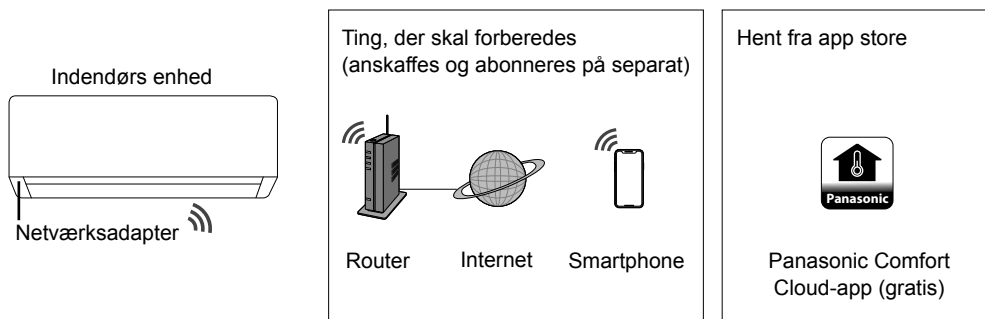 Indendørs enhed
Netværksadapter
Ting, der skal forberedes
(anskaffes og abonneres på separat)
Router
Internet
Smartphone
Hent fra app store
Panasonic
Panasonic Comfort
Cloud-app (gratis)